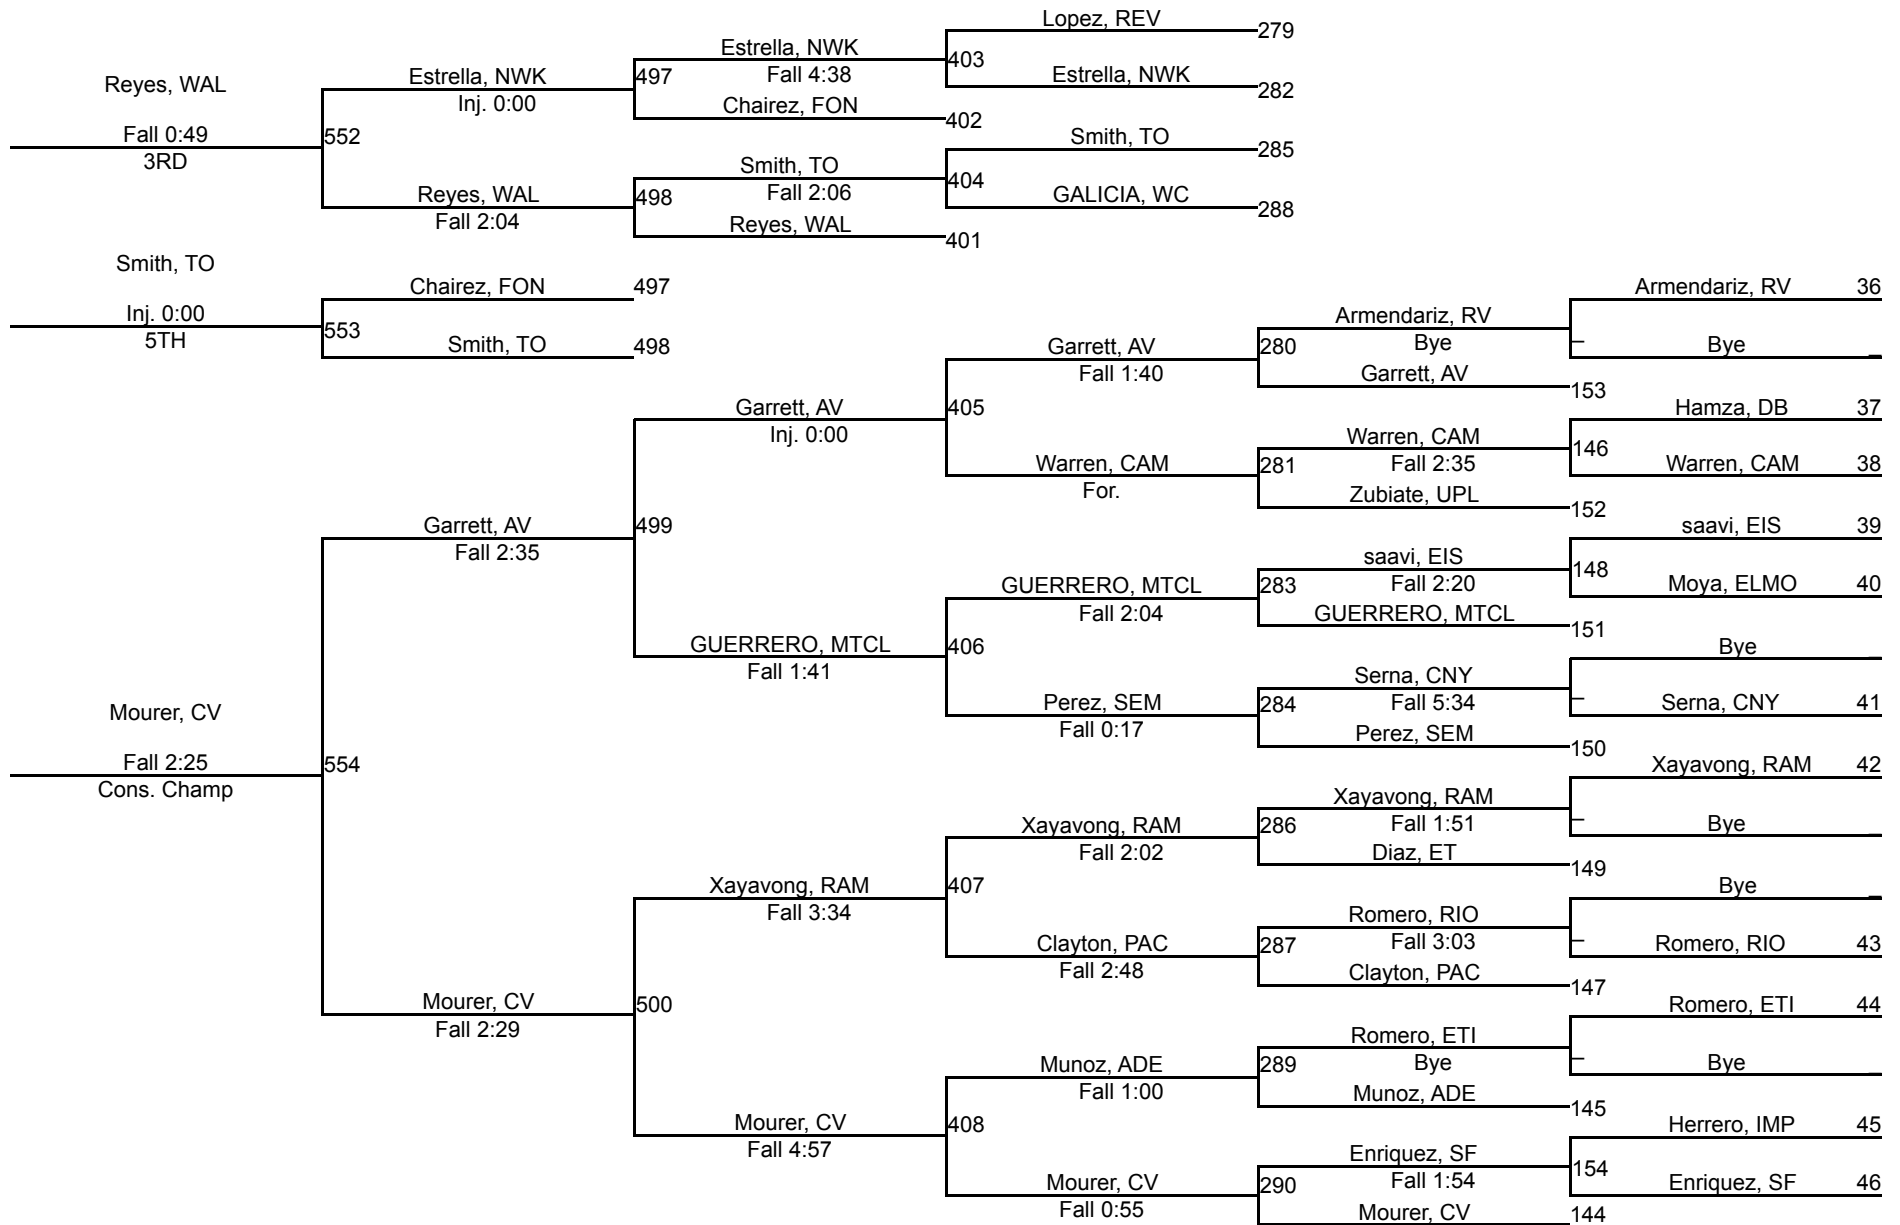 Lopez, REV
279
Estrella, NWK
403
Reyes, WAL
Estrella, NWK
497
Fall 4:38
Estrella, NWK
282
Inj. 0:00
Chairez, FON
402
Fall 0:49
552
Smith, TO
285
3RD
Smith, TO
404
Reyes, WAL
498
Fall 2:06
GALICIA, WC
288
Fall 2:04
Reyes, WAL
401
Smith, TO
Chairez, FON
497
Inj. 0:00
553
5TH
Smith, TO
498
Armendariz, RV
36
Armendariz, RV
Garrett, AV
280
Bye
Bye
Fall 1:40
Garrett, AV
153
Garrett, AV
405
Hamza, DB
37
Inj. 0:00
Warren, CAM
146
Warren, CAM
281
Fall 2:35
Warren, CAM
38
For.
Zubiate, UPL
152
Garrett, AV
499
saavi, EIS
39
Fall 2:35
saavi, EIS
148
GUERRERO, MTCL
283
Fall 2:20
Moya, ELMO
40
Fall 2:04
GUERRERO, MTCL
151
GUERRERO, MTCL
406
Bye
Fall 1:41
Serna, CNY
Perez, SEM
284
Fall 5:34
Serna, CNY
41
Fall 0:17
Perez, SEM
150
Mourer, CV
Fall 2:25
554
Cons. Champ
Xayavong, RAM
42
Xayavong, RAM
Xayavong, RAM
286
Fall 1:51
Bye
Fall 2:02
Diaz, ET
149
Xayavong, RAM
407
Bye
Fall 3:34
Romero, RIO
Clayton, PAC
287
Fall 3:03
Romero, RIO
43
Fall 2:48
Clayton, PAC
147
Mourer, CV
500
Romero, ETI
44
Fall 2:29
Romero, ETI
Munoz, ADE
289
Bye
Bye
Fall 1:00
Munoz, ADE
145
Mourer, CV
408
Herrero, IMP
45
Fall 4:57
Enriquez, SF
154
Mourer, CV
290
Fall 1:54
Enriquez, SF
46
Fall 0:55
Mourer, CV
144